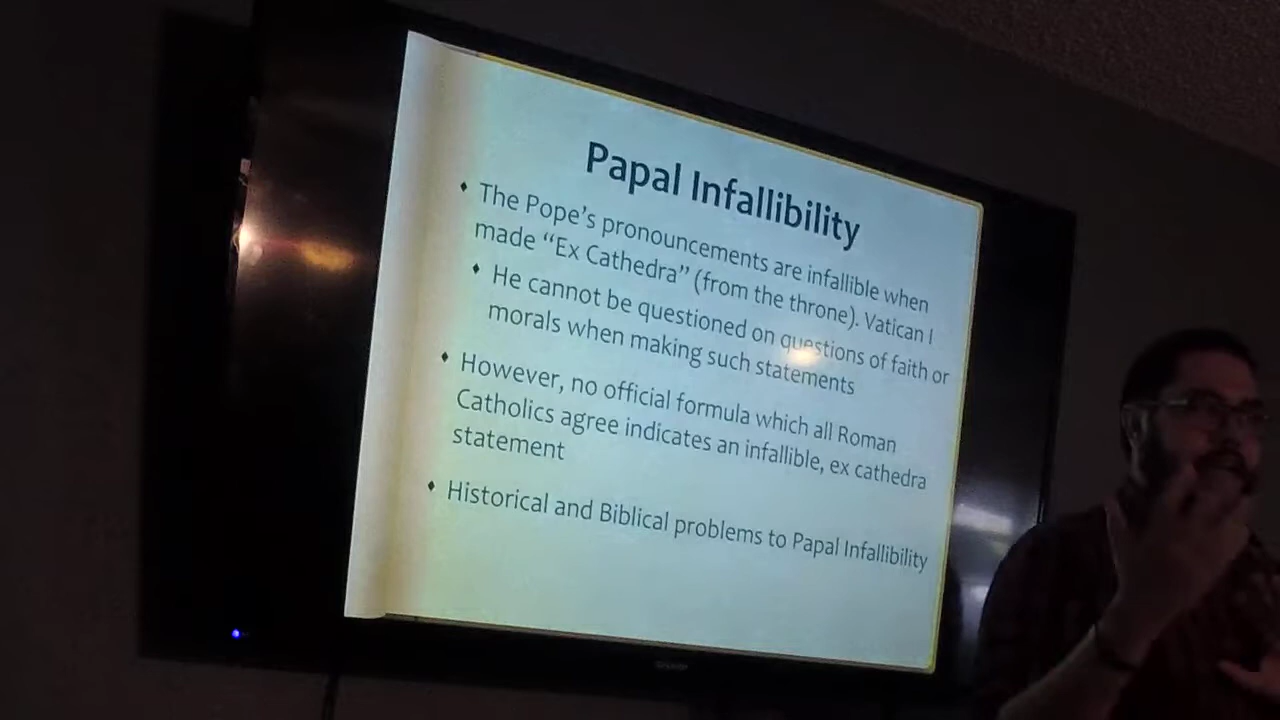 Papal Infallibility
• The Pope's pronouncements are infallible when
made "Ex Cathedra" (from the throne). Vatican I
• He cannot be questioned on questions of faith or
morals when making such statements
• However, no official formula which all Roman
Catholics agree indicates an infallible, ex cathedra
statement
• Historical and Biblical problems to Papal Infallibility
SHARP